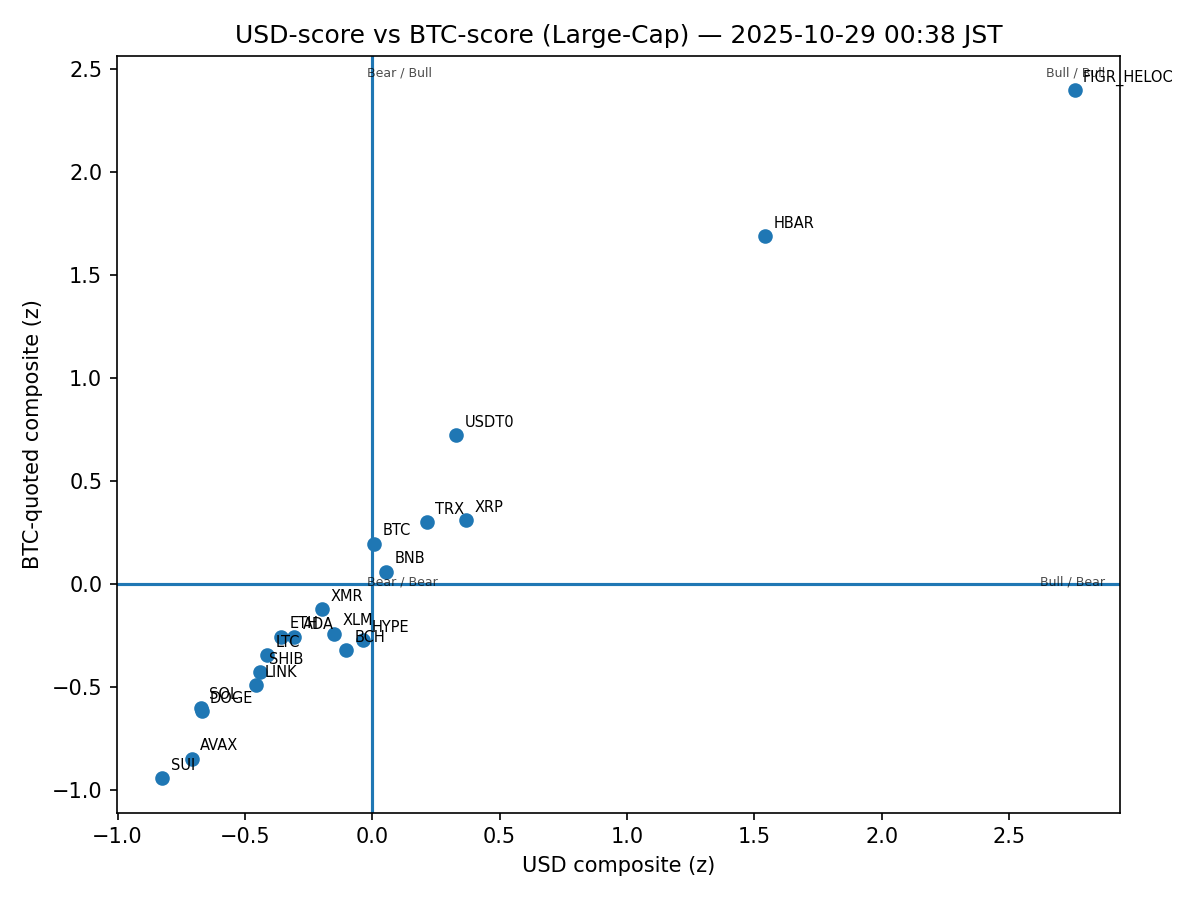 USD-score vs BTC-score (Large-Cap) — 2025-10-29 00:38 JST
2.5
Bear / Bull
Bull / Bull
FIGR_HELOC
2.0
HBAR
1.5
BTC-quoted composite (z)
1.0
USDT0
0.5
TRX
XRP
BTC
BNB
0.0
Bear / Bear
Bull / Bear
XMR
XLM
HYPE
ETH
ADA
BCH
LTC
SHIB
LINK
−0.5
SOL
DOGE
AVAX
SUI
−1.0
−1.0
−0.5
0.0
0.5
1.0
1.5
2.0
2.5
USD composite (z)